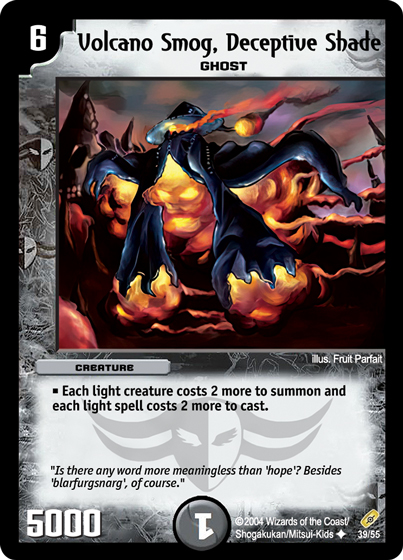 6
Volcano Smog, Deceptive Shade
GHOST
illus. Fruit Parfait
CREATURE
▪ Each light creature costs 2 more to summon and
each light spell costs 2 more to cast.
"Is there any word more meaningless than 'hope'? Besides
'blarfurgsnarg', of course."
5000
1
©2004 Wizards of the Coast/
Shogakukan/Mitsui-Kids ✦ 39/55